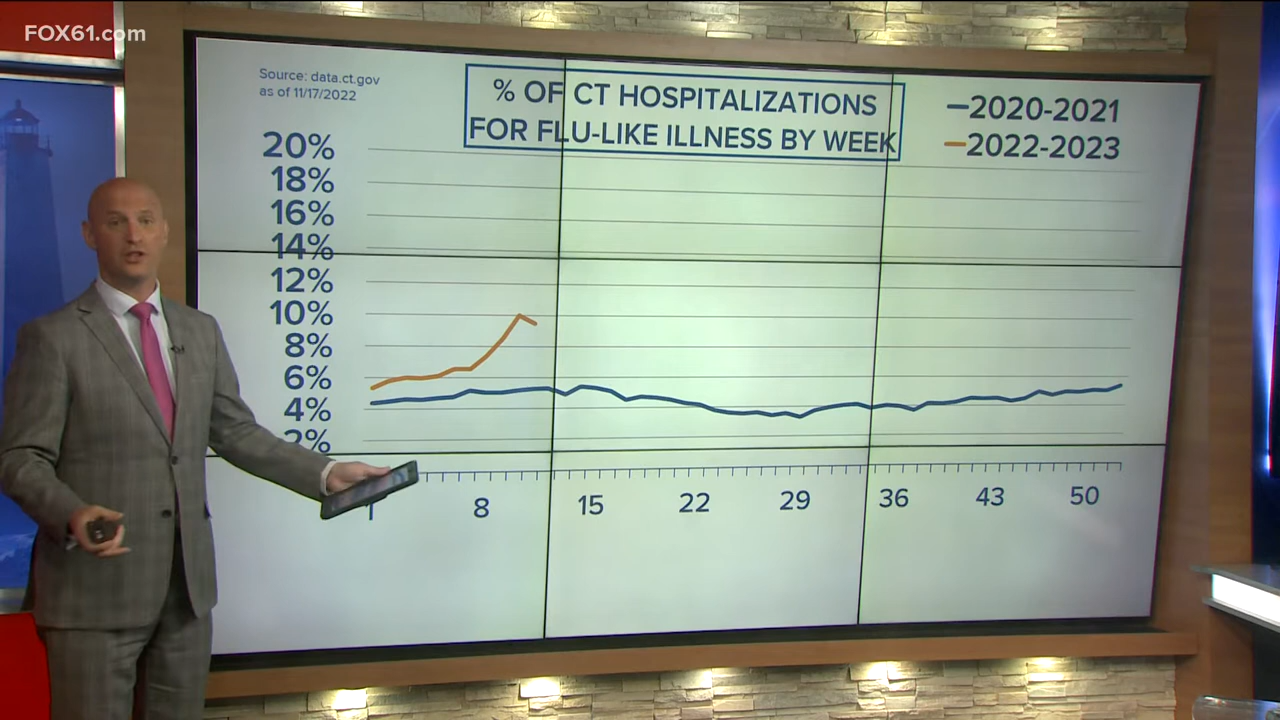 FOX61.com
Source: data.ct.gov
as of 11/17/2022
% OF CT HOSPITALIZATIONS
FOR FLU-LIKE ILLNESS BY WEEK
2020-2021
2022-2023
20%
18%
16%
14%
12%
10%
8%
6%
4%
2%
1 8 15 22 29 36 43 50